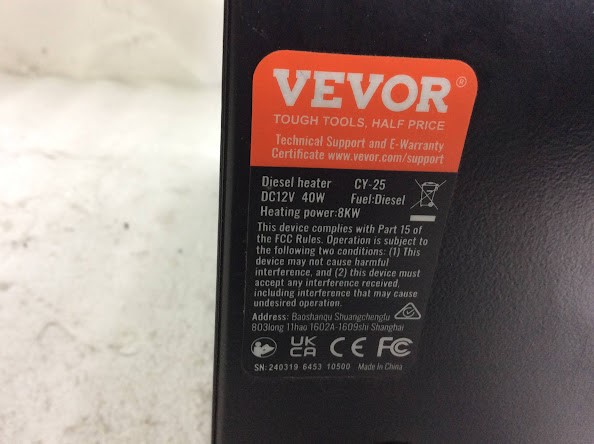 VEVOR®
TOUGH TOOLS, HALF PRICE
Technical Support and E-Warranty
Certificate www.vevor.com/support
Diesel heater CY-25
DC12V 40W Fuel:Diesel
Heating power:8KW
This device complies with Part 15 of
the FCC Rules. Operation is subject to
the following two conditions: (1) This
device may not cause harmful
interference, and (2) this device must
accept any interference received,
including interference that may cause
undesired operation.
Address: Baoshanqu Shuangchenglu
803long 11hao 1602A-1609shi Shanghai
UK
CA CE FC
SN: 240319 6453 10500 Made In China